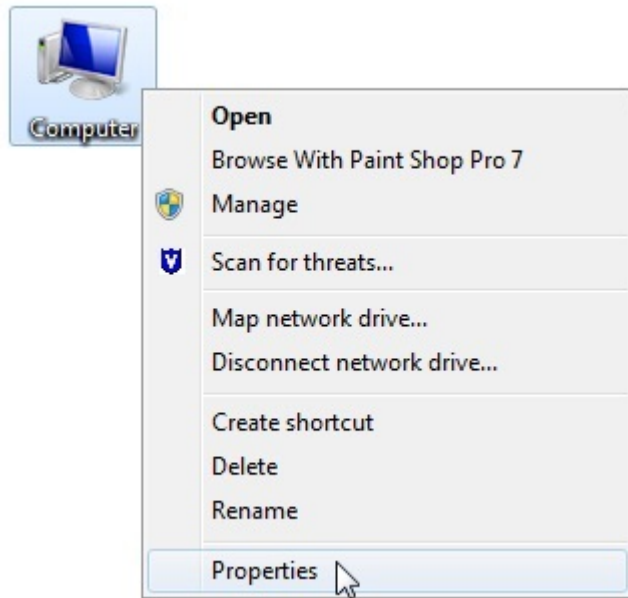 Computer
Open
Browse With Paint Shop Pro 7
Manage
Scan for threats...
Map network drive...
Disconnect network drive...
Create shortcut
Delete
Rename
Properties